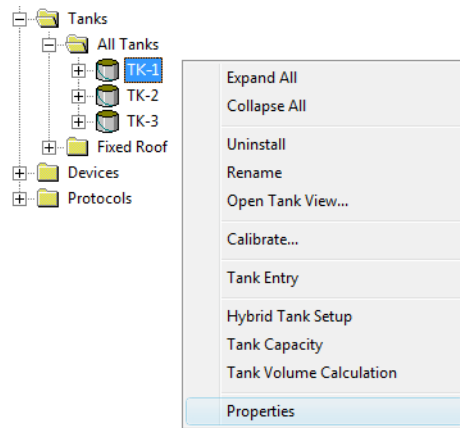 Tanks
All Tanks
TK-1
TK-2
TK-3
Fixed Roof
Devices
Protocols
Expand All
Collapse All
Uninstall
Rename
Open Tank View...
Calibrate...
Tank Entry
Hybrid Tank Setup
Tank Capacity
Tank Volume Calculation
Properties